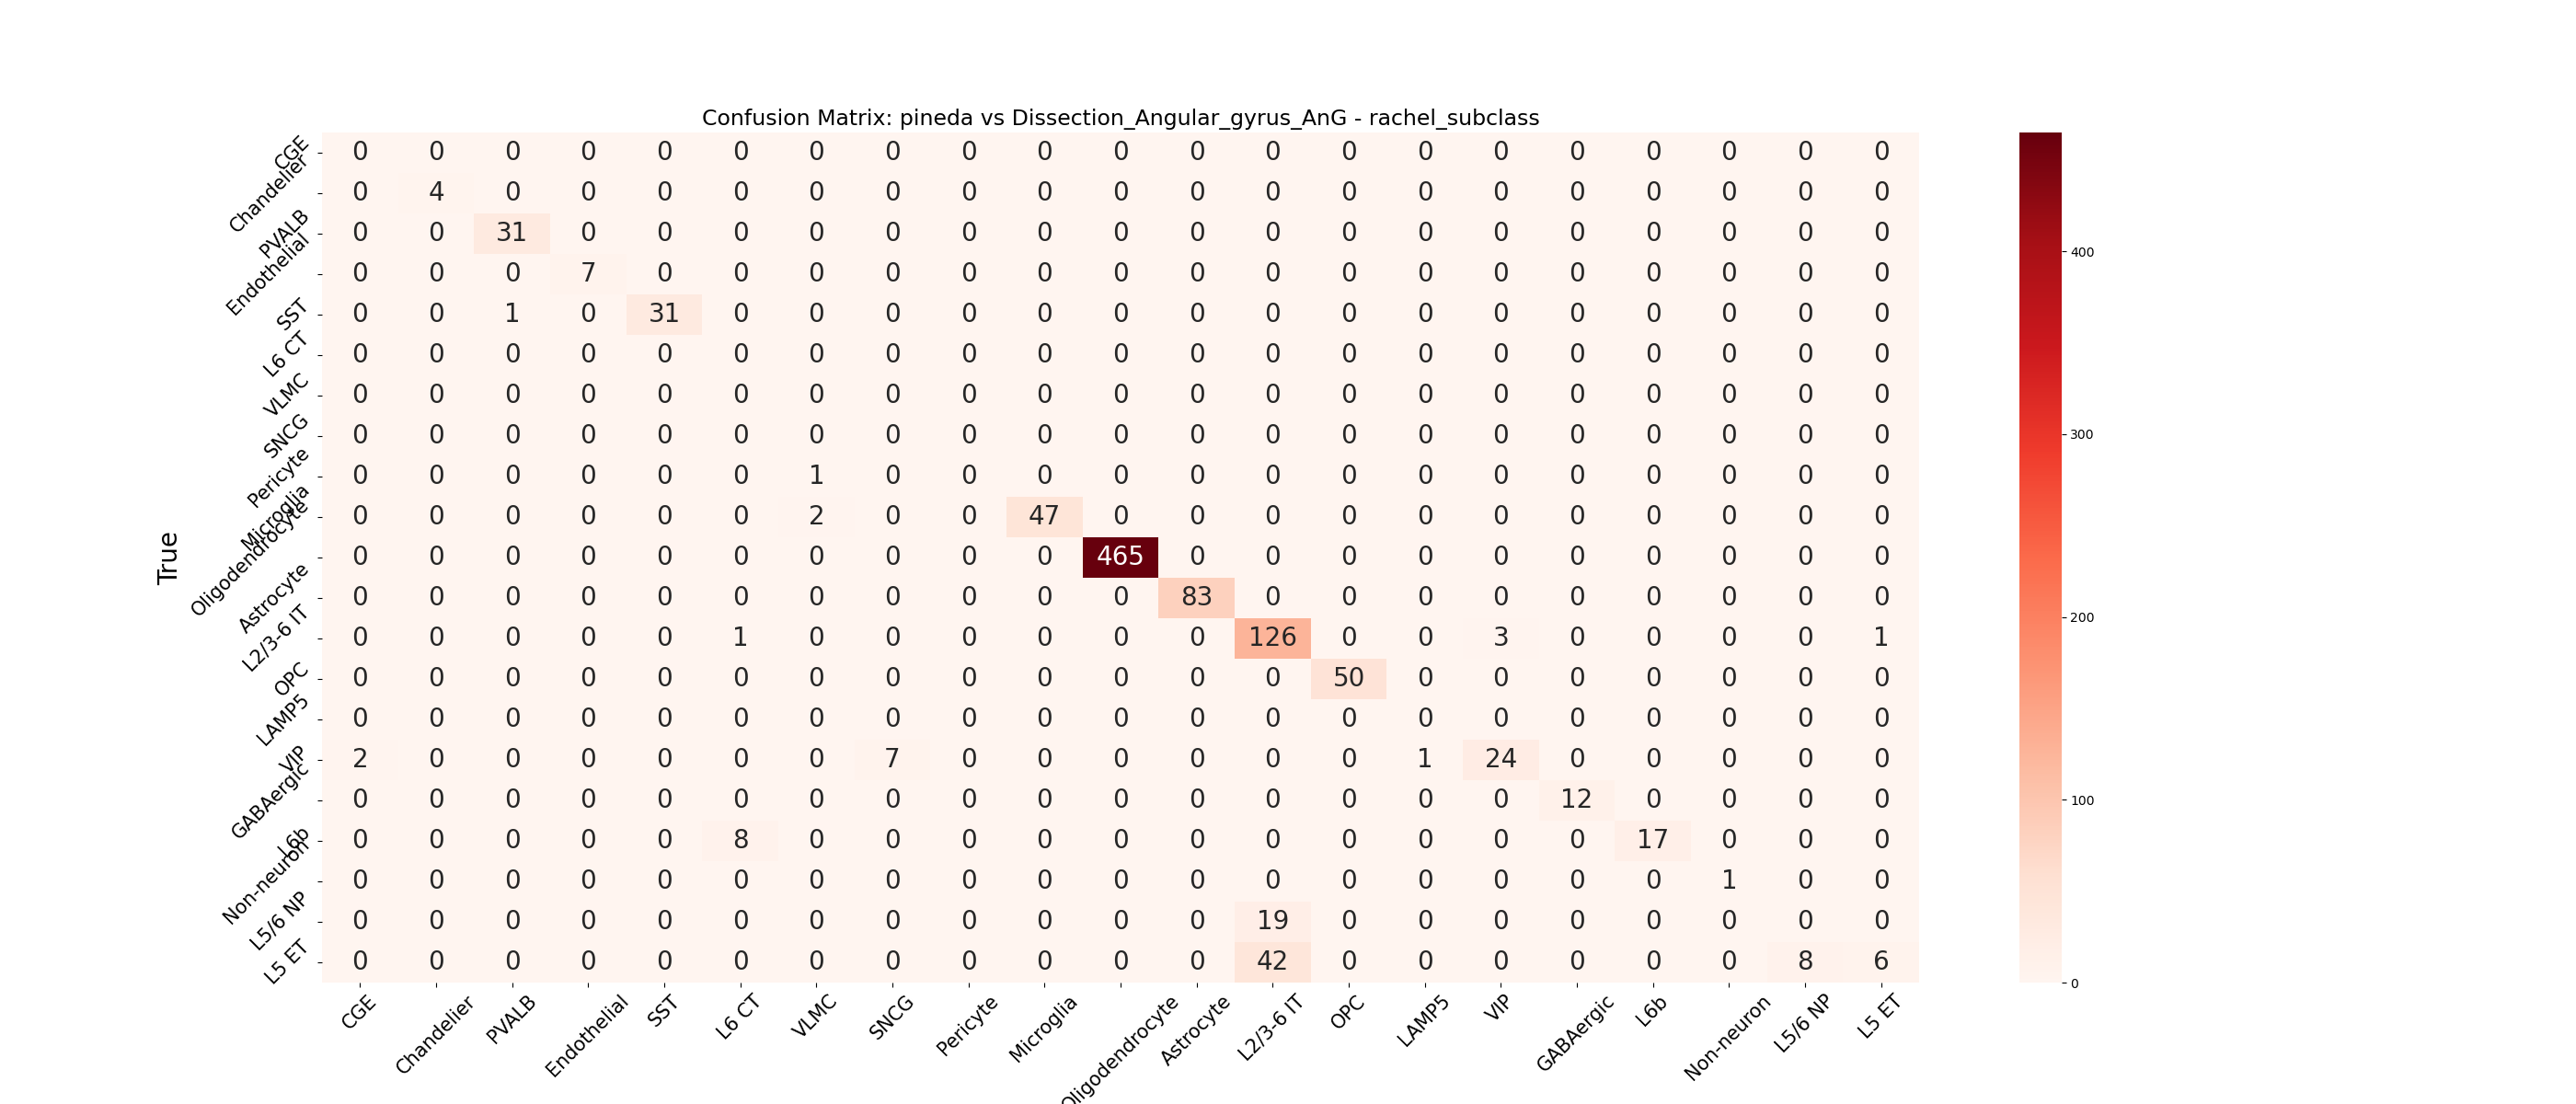 Confusion Matrix: pineda vs Dissection_Angular_gyrus_AnG - rachel_subclass
CGE 0 0 0 0 0 0 0 0 0 0 0 0 0 0 0 0 0 0 0 0 0
Chandelier 0 4 0 0 0 0 0 0 0 0 0 0 0 0 0 0 0 0 0 0 0
PVALB 0 0 31 0 0 0 0 0 0 0 0 0 0 0 0 0 0 0 0 0 0
Endothelial 0 0 0 7 0 0 0 0 0 0 0 0 0 0 0 0 0 0 0 0 0
SST 0 0 1 0 31 0 0 0 0 0 0 0 0 0 0 0 0 0 0 0 0
L6 CT 0 0 0 0 0 0 0 0 0 0 0 0 0 0 0 0 0 0 0 0 0
VLMC 0 0 0 0 0 0 0 0 0 0 0 0 0 0 0 0 0 0 0 0 0
SNCG 0 0 0 0 0 0 0 0 0 0 0 0 0 0 0 0 0 0 0 0 0
Pericyte 0 0 0 0 0 0 1 0 0 0 0 0 0 0 0 0 0 0 0 0 0
Microglia 0 0 0 0 0 0 2 0 0 47 0 0 0 0 0 0 0 0 0 0 0
Oligodendrocyte 0 0 0 0 0 0 0 0 0 0 465 0 0 0 0 0 0 0 0 0 0
Astrocyte 0 0 0 0 0 0 0 0 0 0 0 83 0 0 0 0 0 0 0 0 0
L2/3-6 IT 0 0 0 0 0 1 0 0 0 0 0 0 126 0 0 3 0 0 0 0 1
OPC 0 0 0 0 0 0 0 0 0 0 0 0 0 50 0 0 0 0 0 0 0
LAMP5 0 0 0 0 0 0 0 0 0 0 0 0 0 0 0 0 0 0 0 0 0
VIP 2 0 0 0 0 0 0 7 0 0 0 0 0 0 1 24 0 0 0 0 0
GABAergic 0 0 0 0 0 0 0 0 0 0 0 0 0 0 0 0 12 0 0 0 0
L6b 0 0 0 0 0 8 0 0 0 0 0 0 0 0 0 0 0 17 0 0 0
Non-neuron 0 0 0 0 0 0 0 0 0 0 0 0 0 0 0 0 0 0 1 0 0
L5/6 NP 0 0 0 0 0 0 0 0 0 0 0 0 19 0 0 0 0 0 0 0 0
L5 ET 0 0 0 0 0 0 0 0 0 0 0 0 42 0 0 0 0 0 0 8 6
True
CGE Chandelier PVALB Endothelial SST L6 CT VLMC SNCG Pericyte Microglia Oligodendrocyte Astrocyte L2/3-6 IT OPC LAMP5 VIP GABAergic L6b Non-neuron L5/6 NP L5 ET
400
300
200
100
0